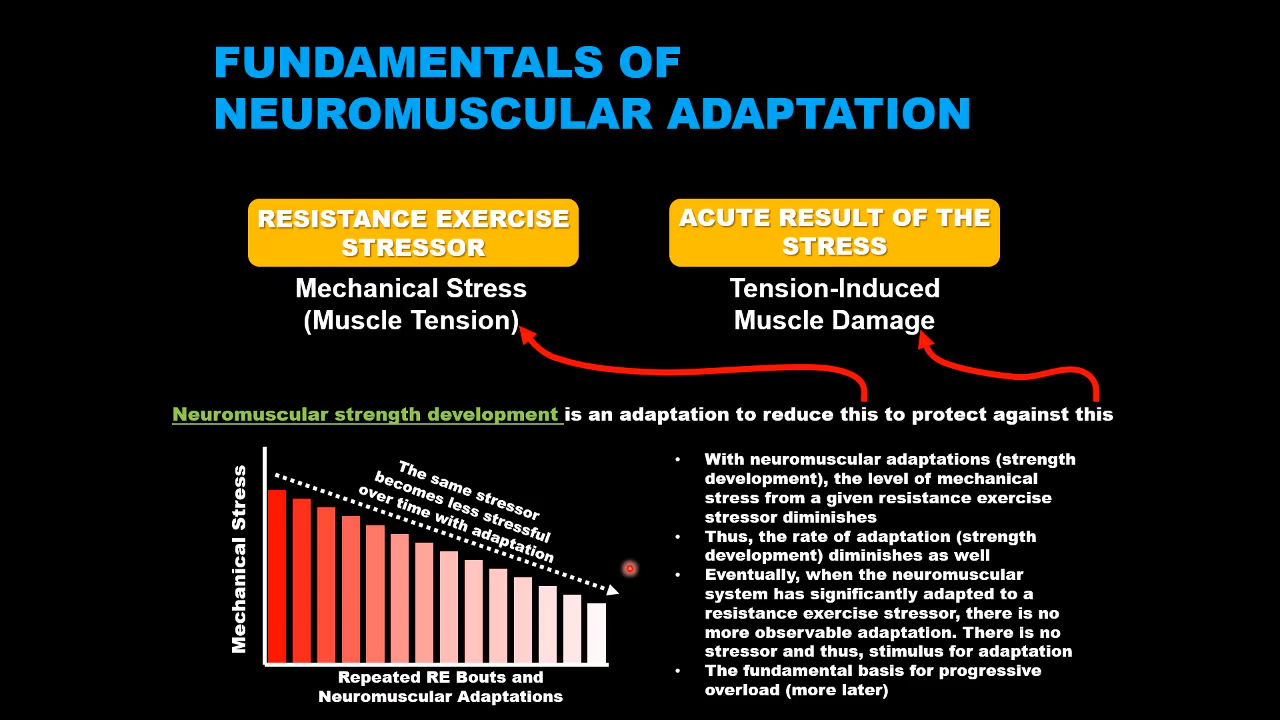 FUNDAMENTALS OF
NEUROMUSCULAR ADAPTATION
RESISTANCE EXERCISE
STRESSOR
Mechanical Stress
(Muscle Tension)
ACUTE RESULT OF THE
STRESS
Tension-Induced
Muscle Damage
Neuromuscular strength development is an adaptation to reduce this to protect against this
Mechanical Stress
The same stressor
becomes less stressful
over time with adaptation
Repeated RE Bouts and
Neuromuscular Adaptations
• With neuromuscular adaptations (strength
development), the level of mechanical
stress from a given resistance exercise
stressor diminishes
• Thus, the rate of adaptation (strength
development) diminishes as well
• Eventually, when the neuromuscular
system has significantly adapted to a
resistance exercise stressor, there is no
more observable adaptation. There is no
stressor and thus, stimulus for adaptation
• The fundamental basis for progressive
overload (more later)